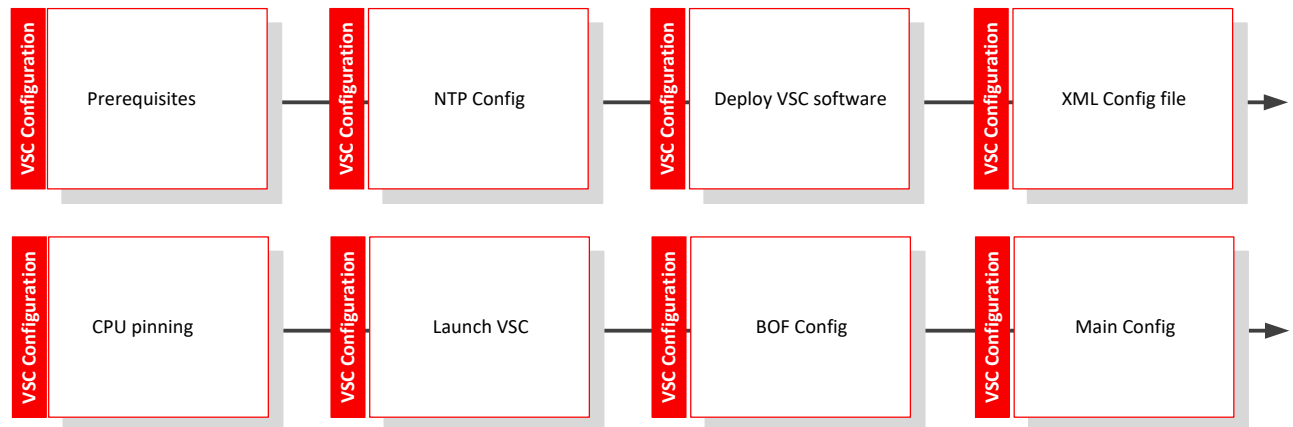 VSC Configuration
Prerequisites
VSC Configuration
NTP Config
VSC Configuration
Deploy VSC software
VSC Configuration
XML Config file
VSC Configuration
CPU pinning
VSC Configuration
Launch VSC
VSC Configuration
BOF Config
VSC Configuration
Main Config